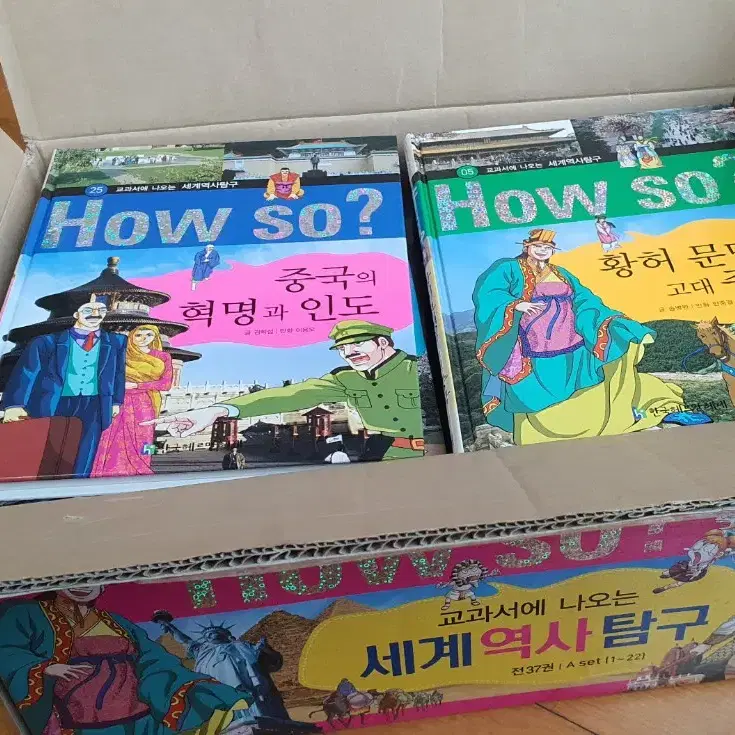 25 교과서에 나오는 세계역사탐구
How so?
중국의
혁명과 인도
05 교과서에 나오는 세계역사탐구
How so?
황허 문
고대
How so?
교과서에 나오는
세계 역사 탐구
전37권 | A set (1~22)